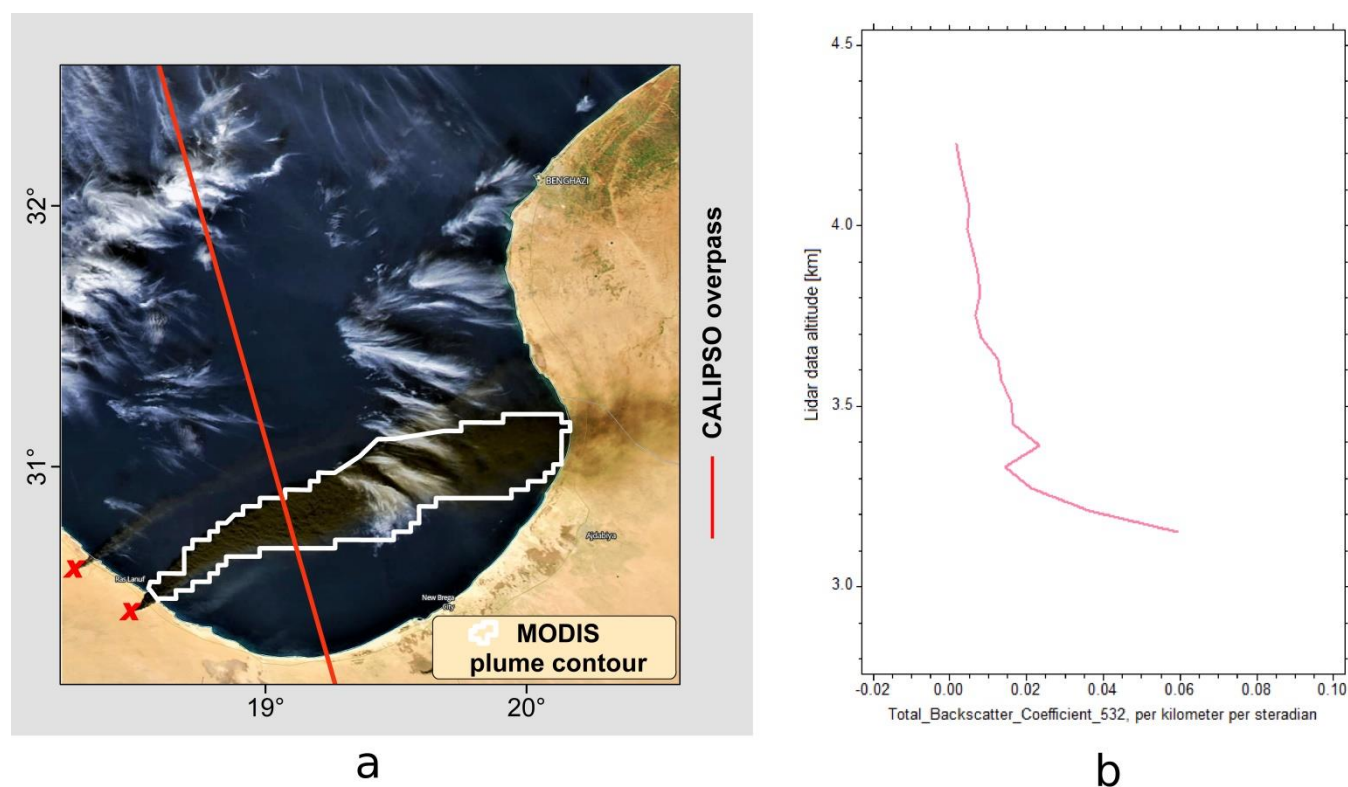 32°
31°
19°
20°
BENGHAZI
Ajdabiya
Ras Lanuf
New Brega
City
x
x
MODIS
plume contour
CALIPSO overpass
a
4.5
4.0
3.5
3.0
Lidar data altitude [km]
-0.02
0.00
0.02
0.04
0.06
0.08
0.10
Total_Backscatter_Coefficient_532, per kilometer per steradian
b